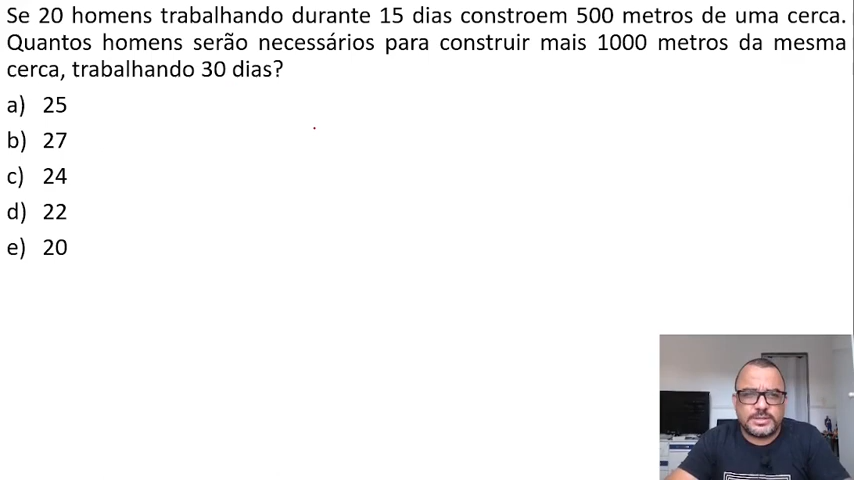 Se 20 homens trabalhando durante 15 dias constroem 500 metros de uma cerca.
Quantos homens serão necessários para construir mais 1000 metros da mesma
cerca, trabalhando 30 dias?
a) 25
b) 27
c) 24
d) 22
e) 20